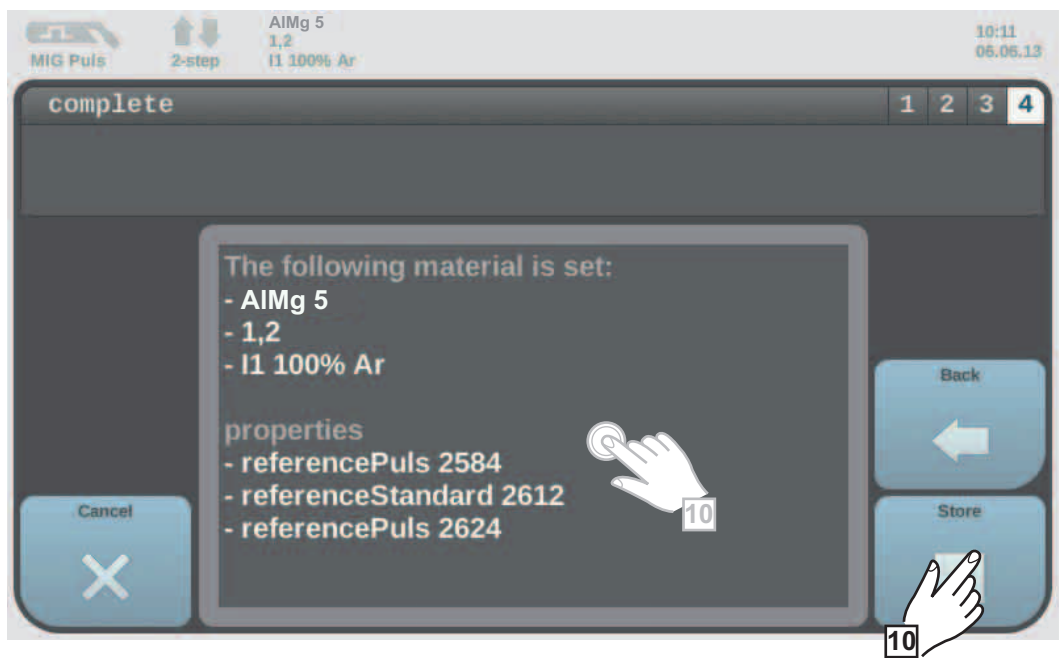 AlMg 5
1,2
I1 100% Ar
MIG Puls
2-step
10:11
06.06.13
complete
1 2 3 4
The following material is set:
- AlMg 5
- 1,2
- I1 100% Ar
properties
- referencePuls 2584
- referenceStandard 2612
- referencePuls 2624
10
Back
Cancel
Store
10